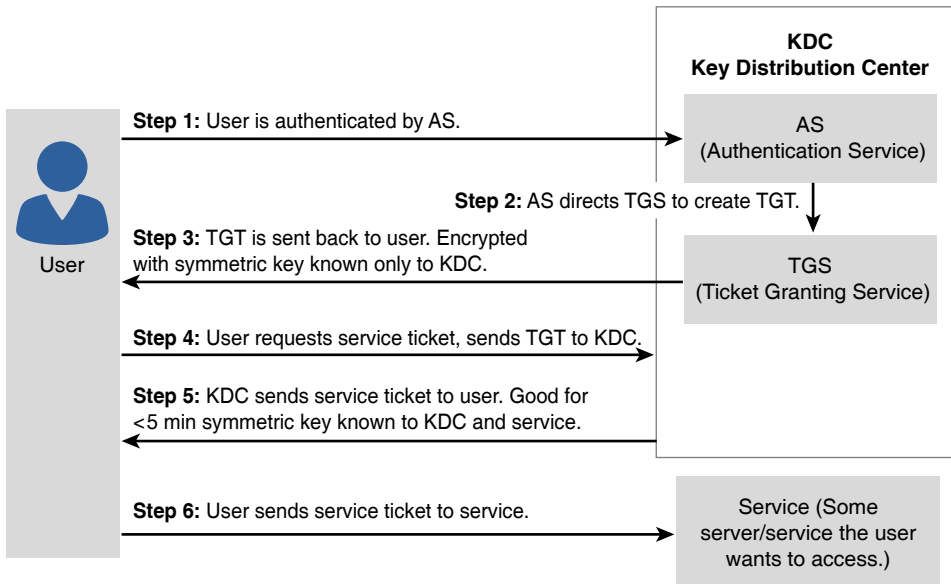 KDC
Key Distribution Center
Step 1: User is authenticated by AS.
AS
(Authentication Service)
Step 2: AS directs TGS to create TGT.
User
Step 3: TGT is sent back to user. Encrypted
with symmetric key known only to KDC.
TGS
(Ticket Granting Service)
Step 4: User requests service ticket, sends TGT to KDC.
Step 5: KDC sends service ticket to user. Good for
<5 min symmetric key known to KDC and service.
Step 6: User sends service ticket to service.
Service (Some
server/service the user
wants to access.)